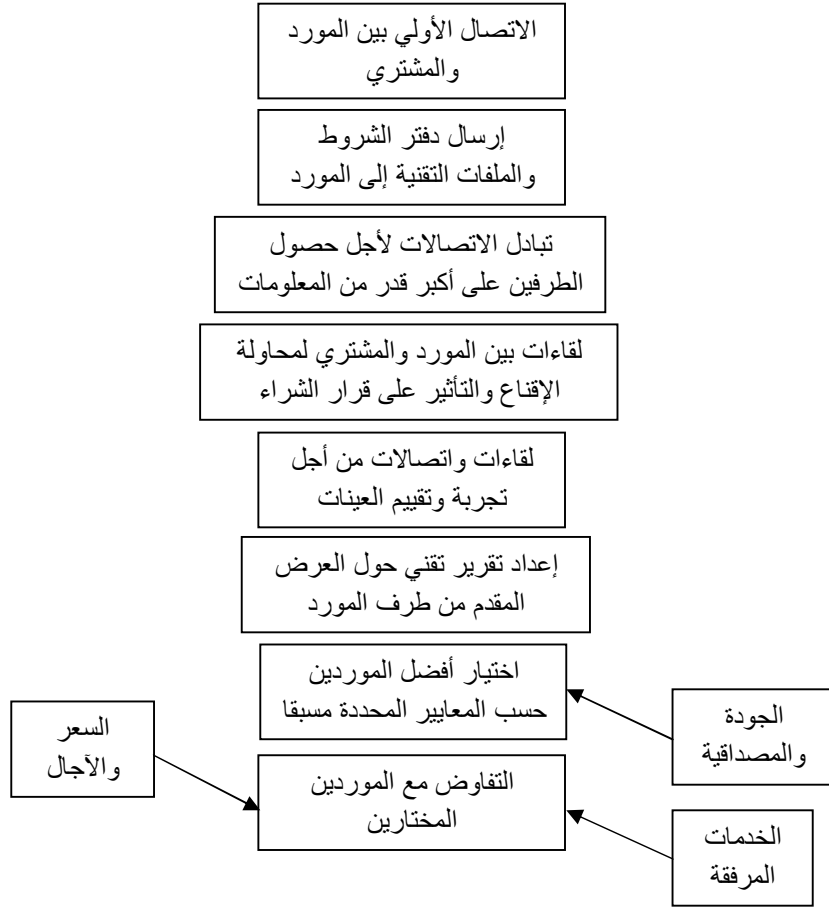 الاتصال الأولي بين المورد
والمشتري
إرسال دفتر الشروط
والملفات التقنية إلى المورد
تبادل الاتصالات لأجل حصول
الطرفين على أكبر قدر من المعلومات
لقاءات بين المورد والمشتري لمحاولة
الإقناع والتأثير على قرار الشراء
لقاءات واتصالات من أجل
تجربة وتقييم العينات
إعداد تقرير تقني حول العرض
المقدم من طرف المورد
اختيار أفضل الموردين
حسب المعايير المحددة مسبقا
الجودة
والمصداقية
السعر
والآجال
التفاوض مع الموردين
المختارين
الخدمات
المرفقة